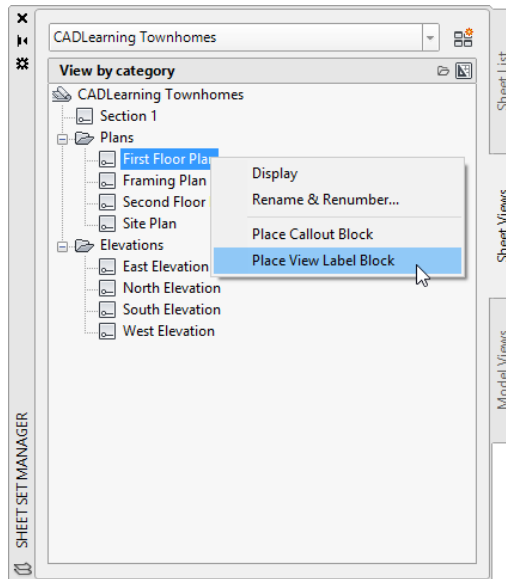 CADLearning Townhomes
View by category
CADLearning Townhomes
Section 1
Plans
First Floor Plan
Framing Plan
Second Floor
Site Plan
Elevations
East Elevation
North Elevation
South Elevation
West Elevation
Display
Rename & Renumber...
Place Callout Block
Place View Label Block
Sheet List
Sheet Views
Model Views
SHEET SET MANAGER